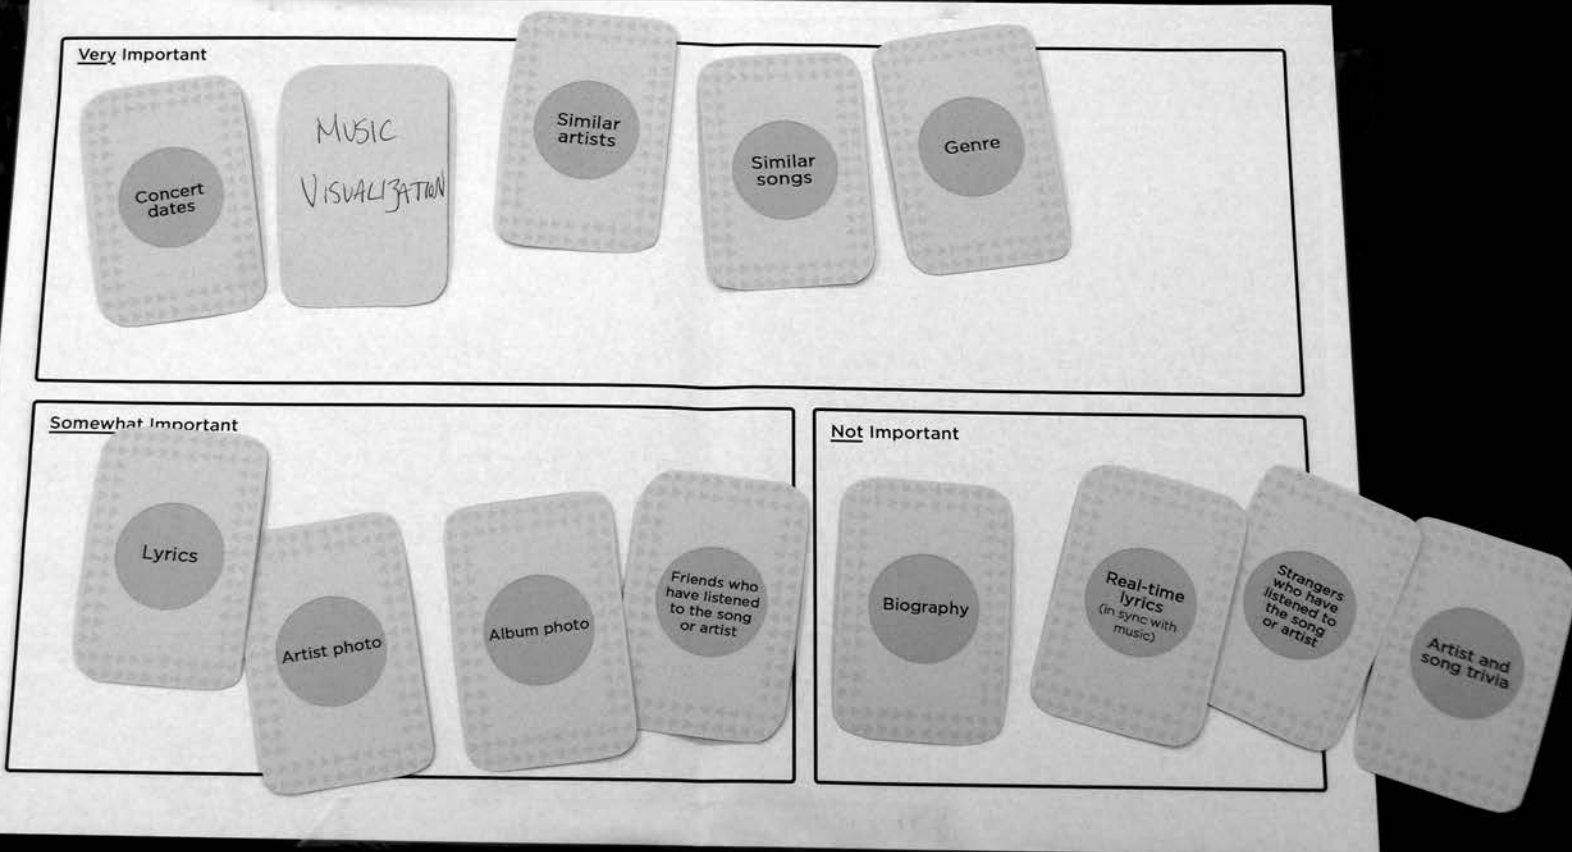 Very Important
Concert
dates
MUSIC
VISUALIZATION
Similar
artists
Similar
songs
Genre
Somewhat Important
Lyrics
Artist photo
Album photo
Friends who
have listened
to the song
or artist
Not Important
Biography
Real-time
lyrics
(in sync with
music)
Strangers
who have
listened to
the song
or artist
Artist and
song trivia